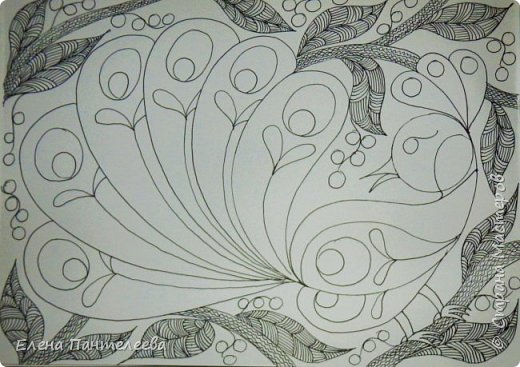 Елена Пантелеева
© Страна Мастеров